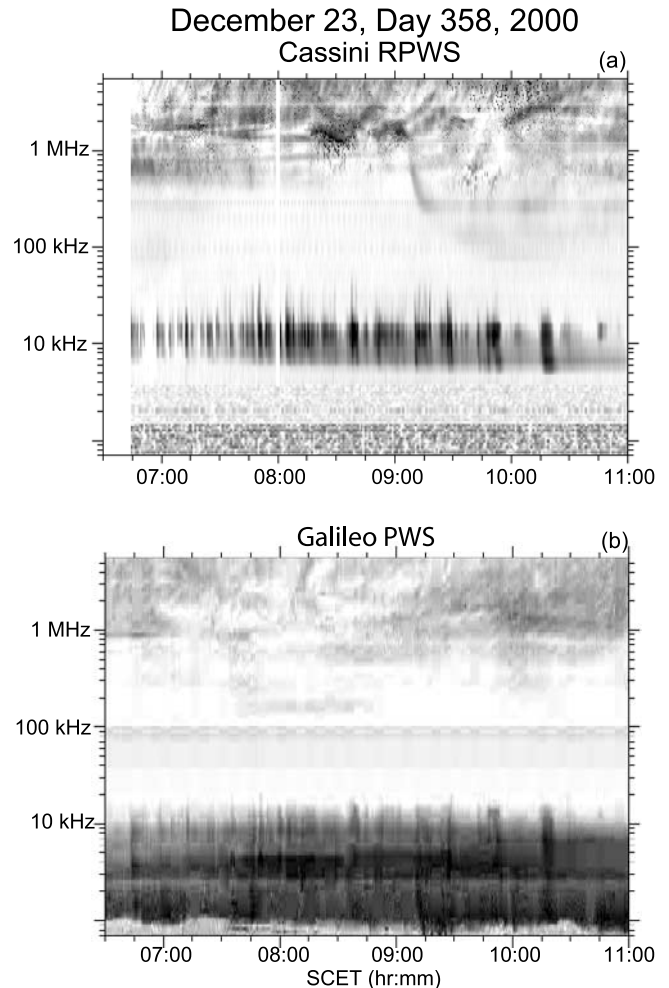 December 23, Day 358, 2000
Cassini RPWS
(a)
1 MHz
100 kHz
10 kHz
07:00 08:00 09:00 10:00 11:00
Galileo PWS
(b)
1 MHz
100 kHz
10 kHz
07:00 08:00 09:00 10:00 11:00
SCET (hr:mm)